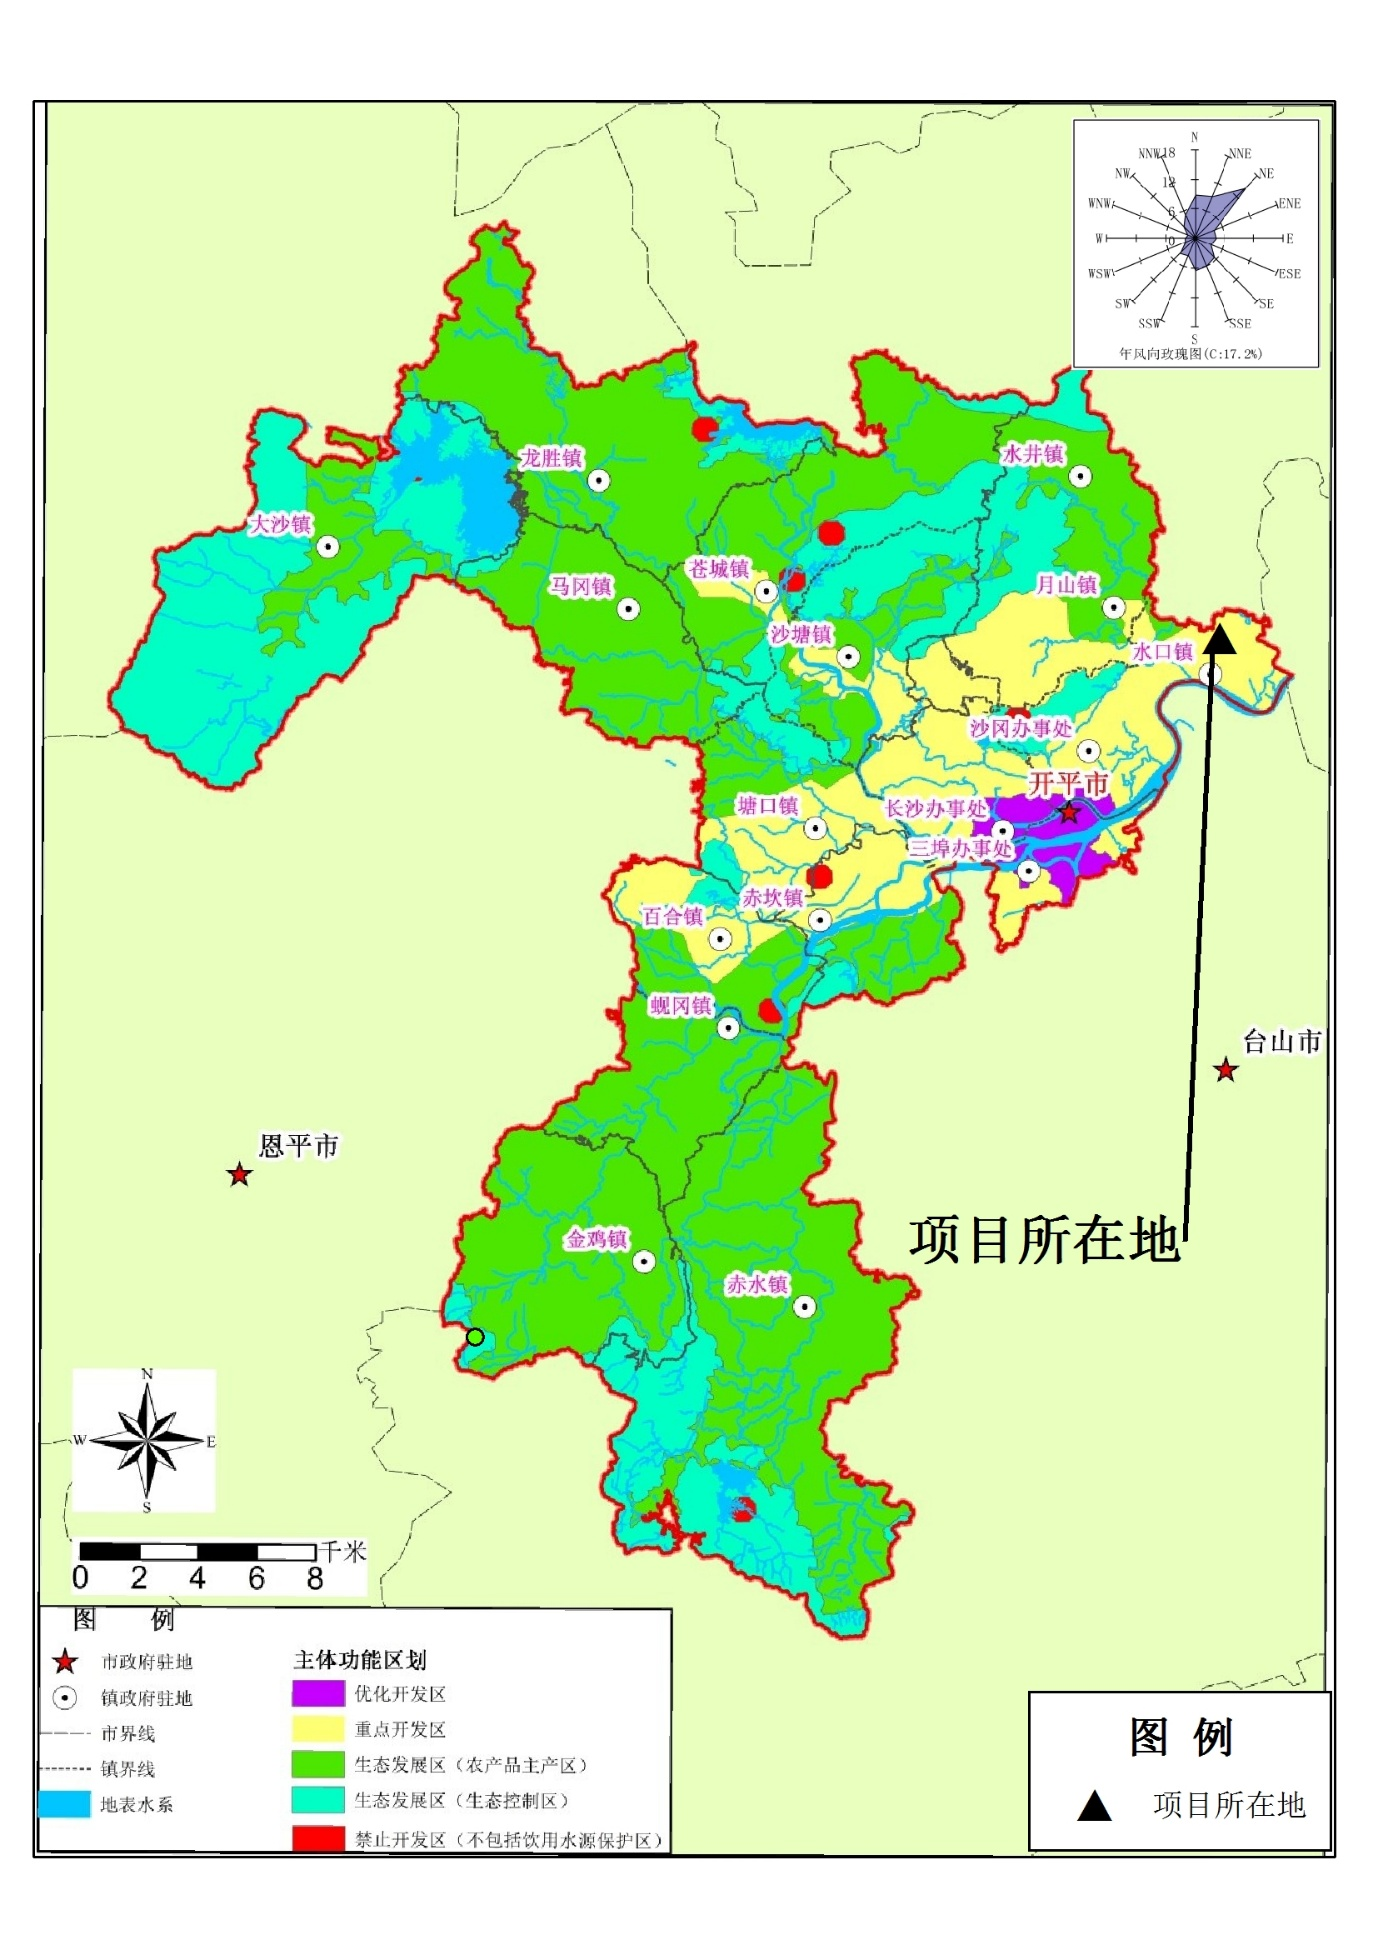 N
NNW
NNE
NW
NE
WNW
ENE
W
E
WSW
ESE
SW
SE
SSW
SSE
S
18
12
6
0
年风向玫瑰图(C:17.2%)
龙胜镇
水井镇
大沙镇
苍城镇
马冈镇
月山镇
沙塘镇
水口镇
沙冈办事处
开平市
塘口镇
长沙办事处
三埠办事处
赤坎镇
百合镇
蚬冈镇
台山市
恩平市
项目所在地
金鸡镇
赤水镇
N
W
E
S
千米
0 2 4 6 8
图 例
市政府驻地
镇政府驻地
市界线
镇界线
地表水系
主体功能区划
优化开发区
重点开发区
生态发展区（农产品主产区）
生态发展区（生态控制区）
禁止开发区（不包括饮用水源保护区）
图 例
项目所在地